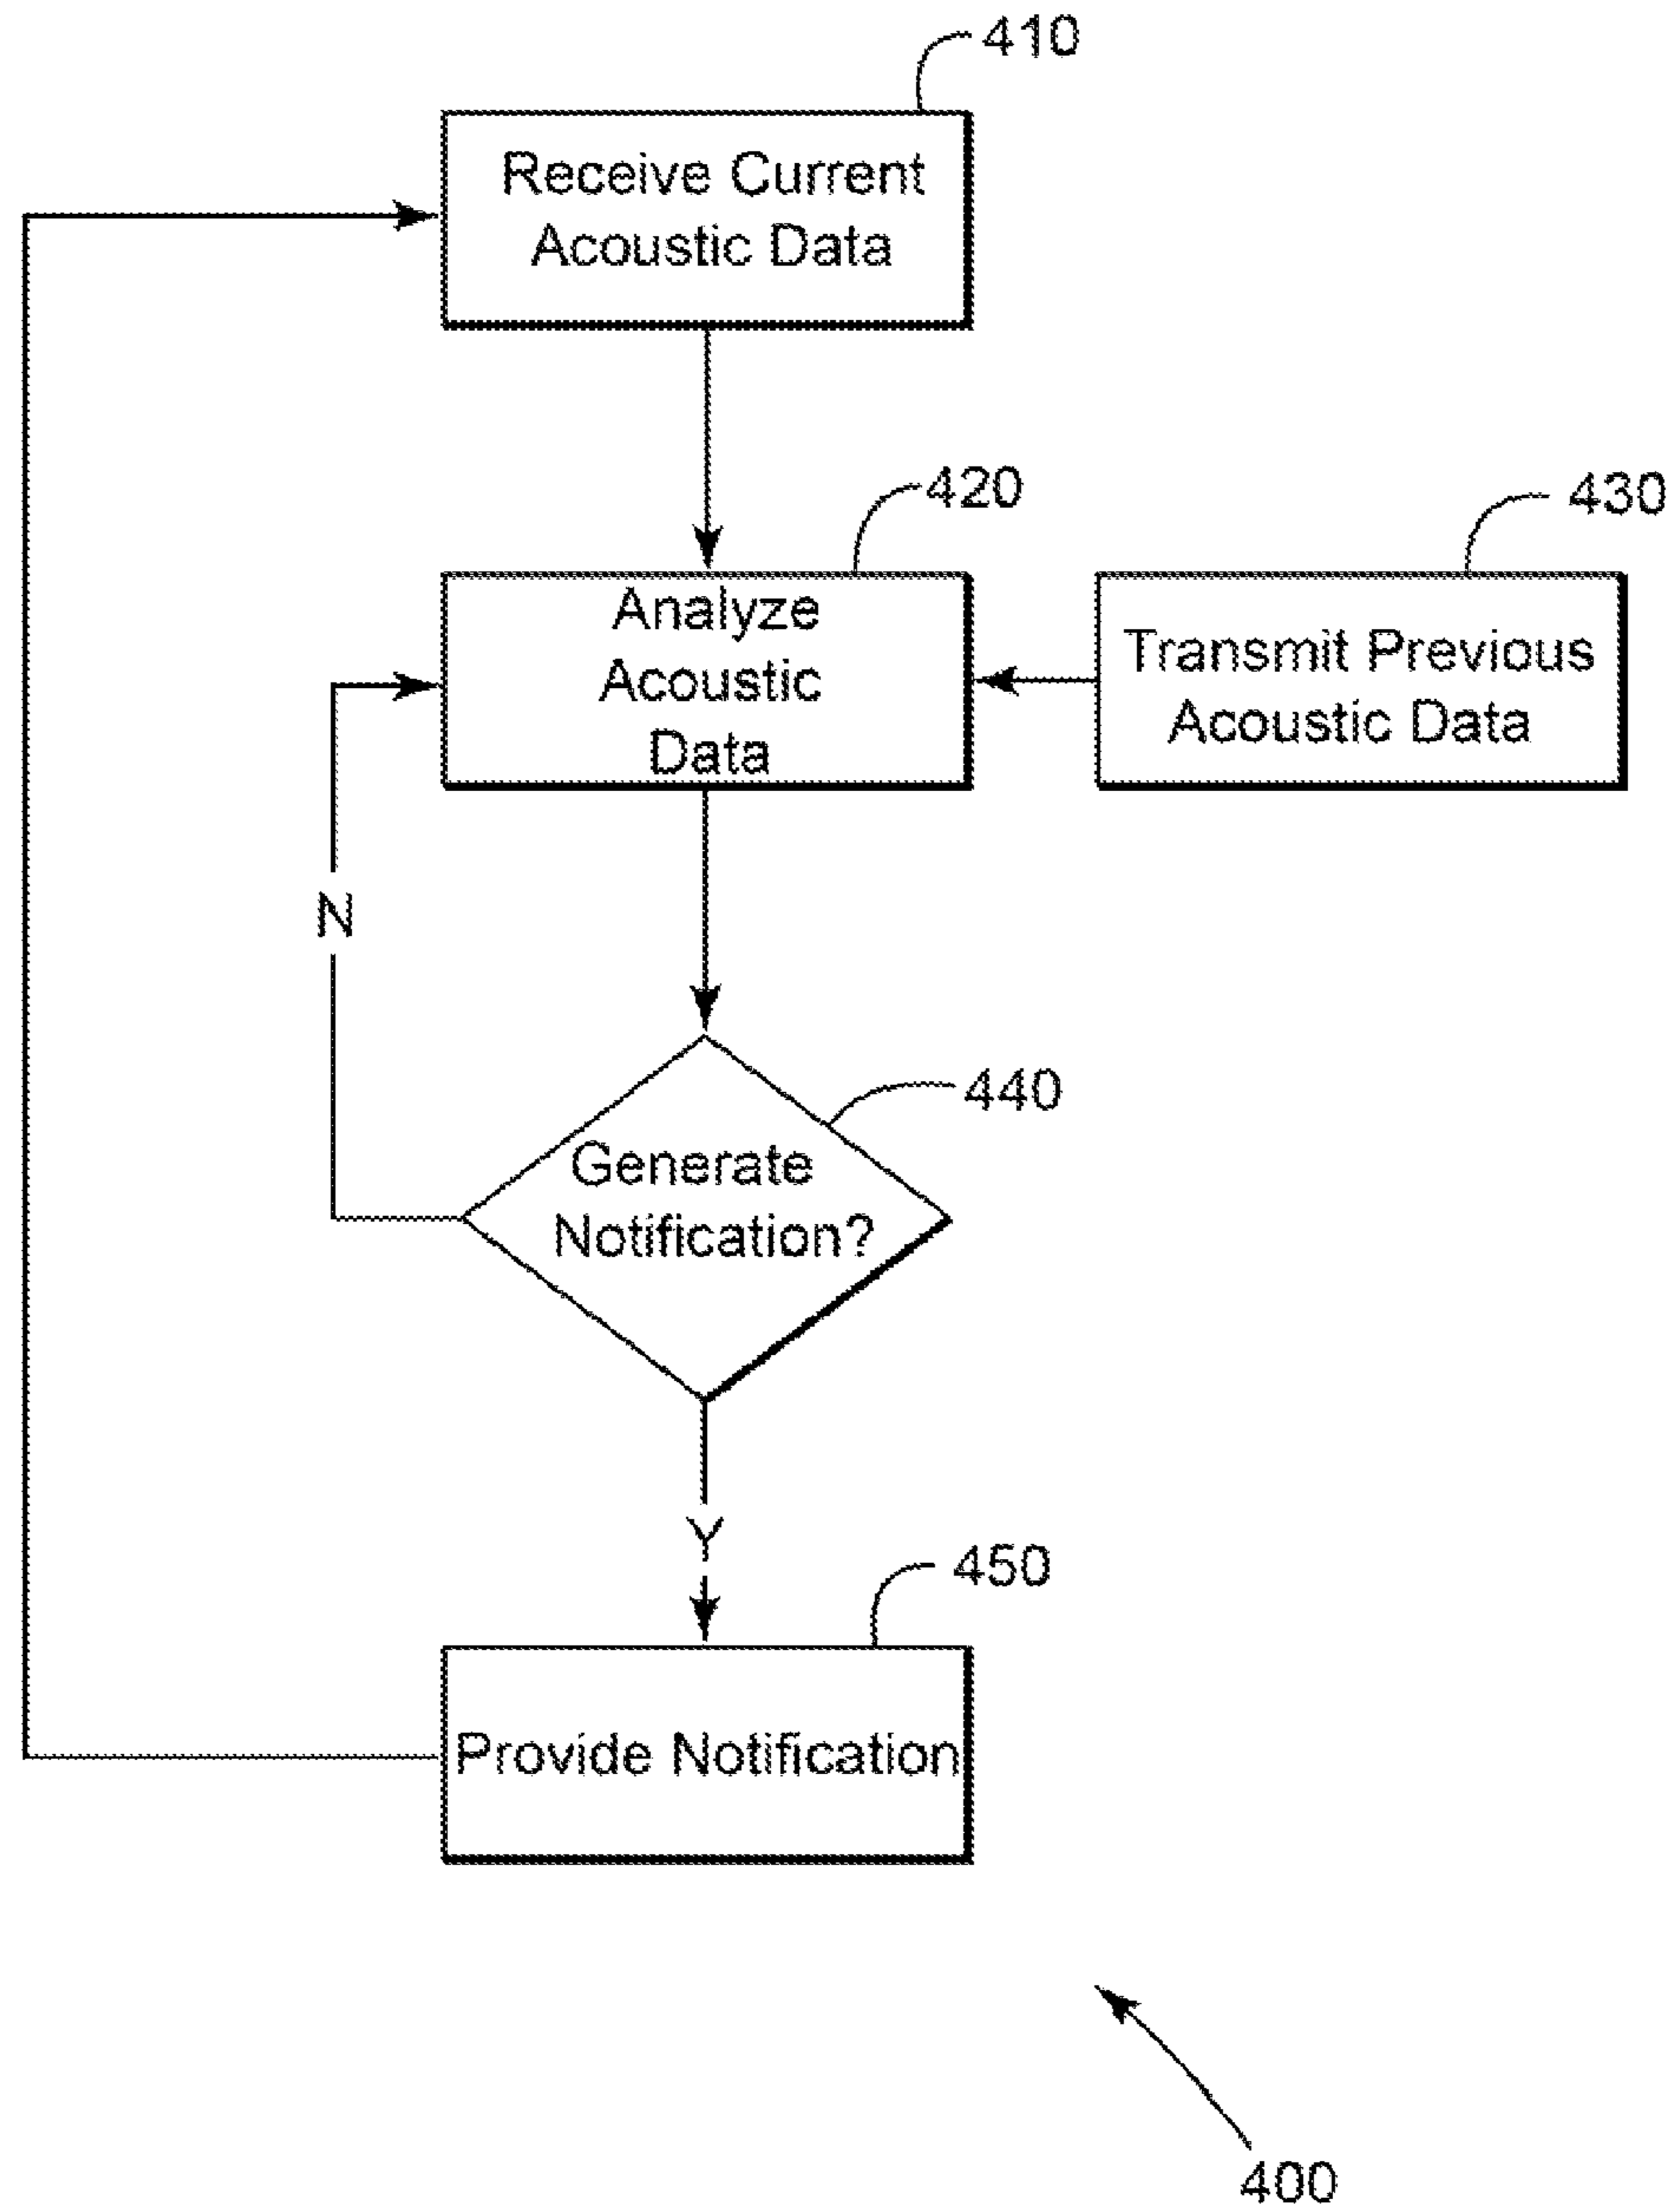 410
Receive Current
Acoustic Data
420
430
Analyze
Acoustic
Data
Transmit Previous
Acoustic Data
N
440
Generate
Notification?
Y
450
Provide Notification
400